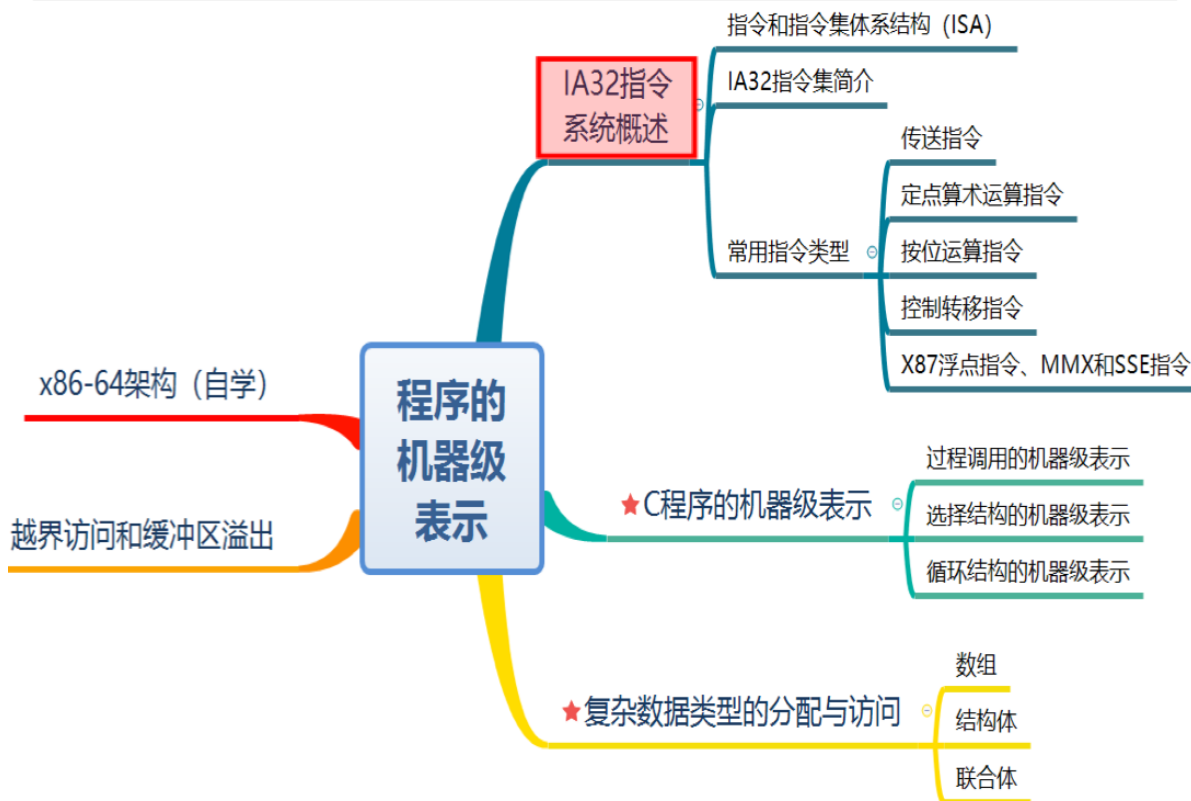 指令和指令集体系结构（ISA）
IA32指令
系统概述
IA32指令集简介
传送指令
定点算术运算指令
常用指令类型
按位运算指令
控制转移指令
X87浮点指令、MMX和SSE指令
x86-64架构（自学）
程序的
机器级
表示
过程调用的机器级表示
★C程序的机器级表示
选择结构的机器级表示
循环结构的机器级表示
越界访问和缓冲区溢出
数组
★复杂数据类型的分配与访问
结构体
联合体